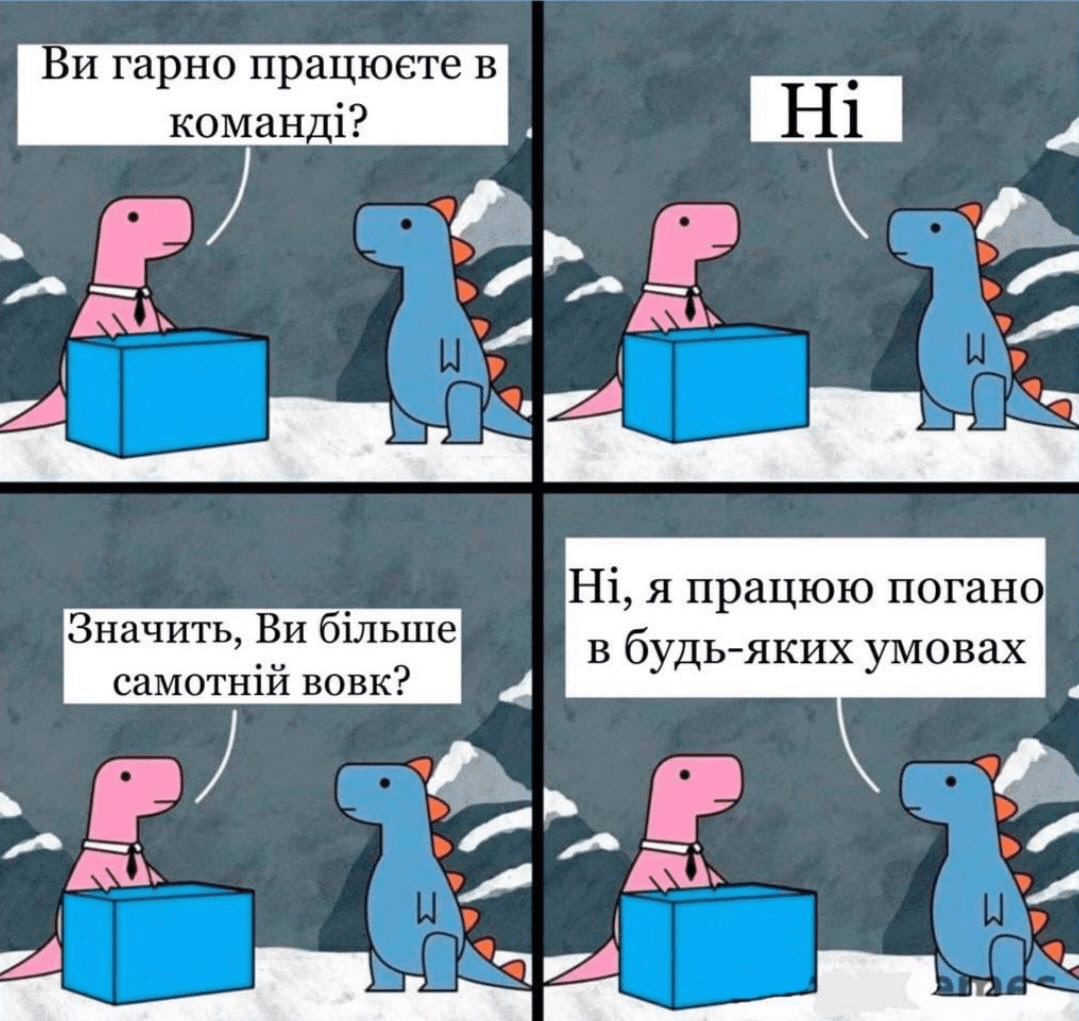 Ви гарно працюєте в
команді?
Ні
Значить, Ви більше
самотній вовк?
Ні, я працюю погано
в будь-яких умовах